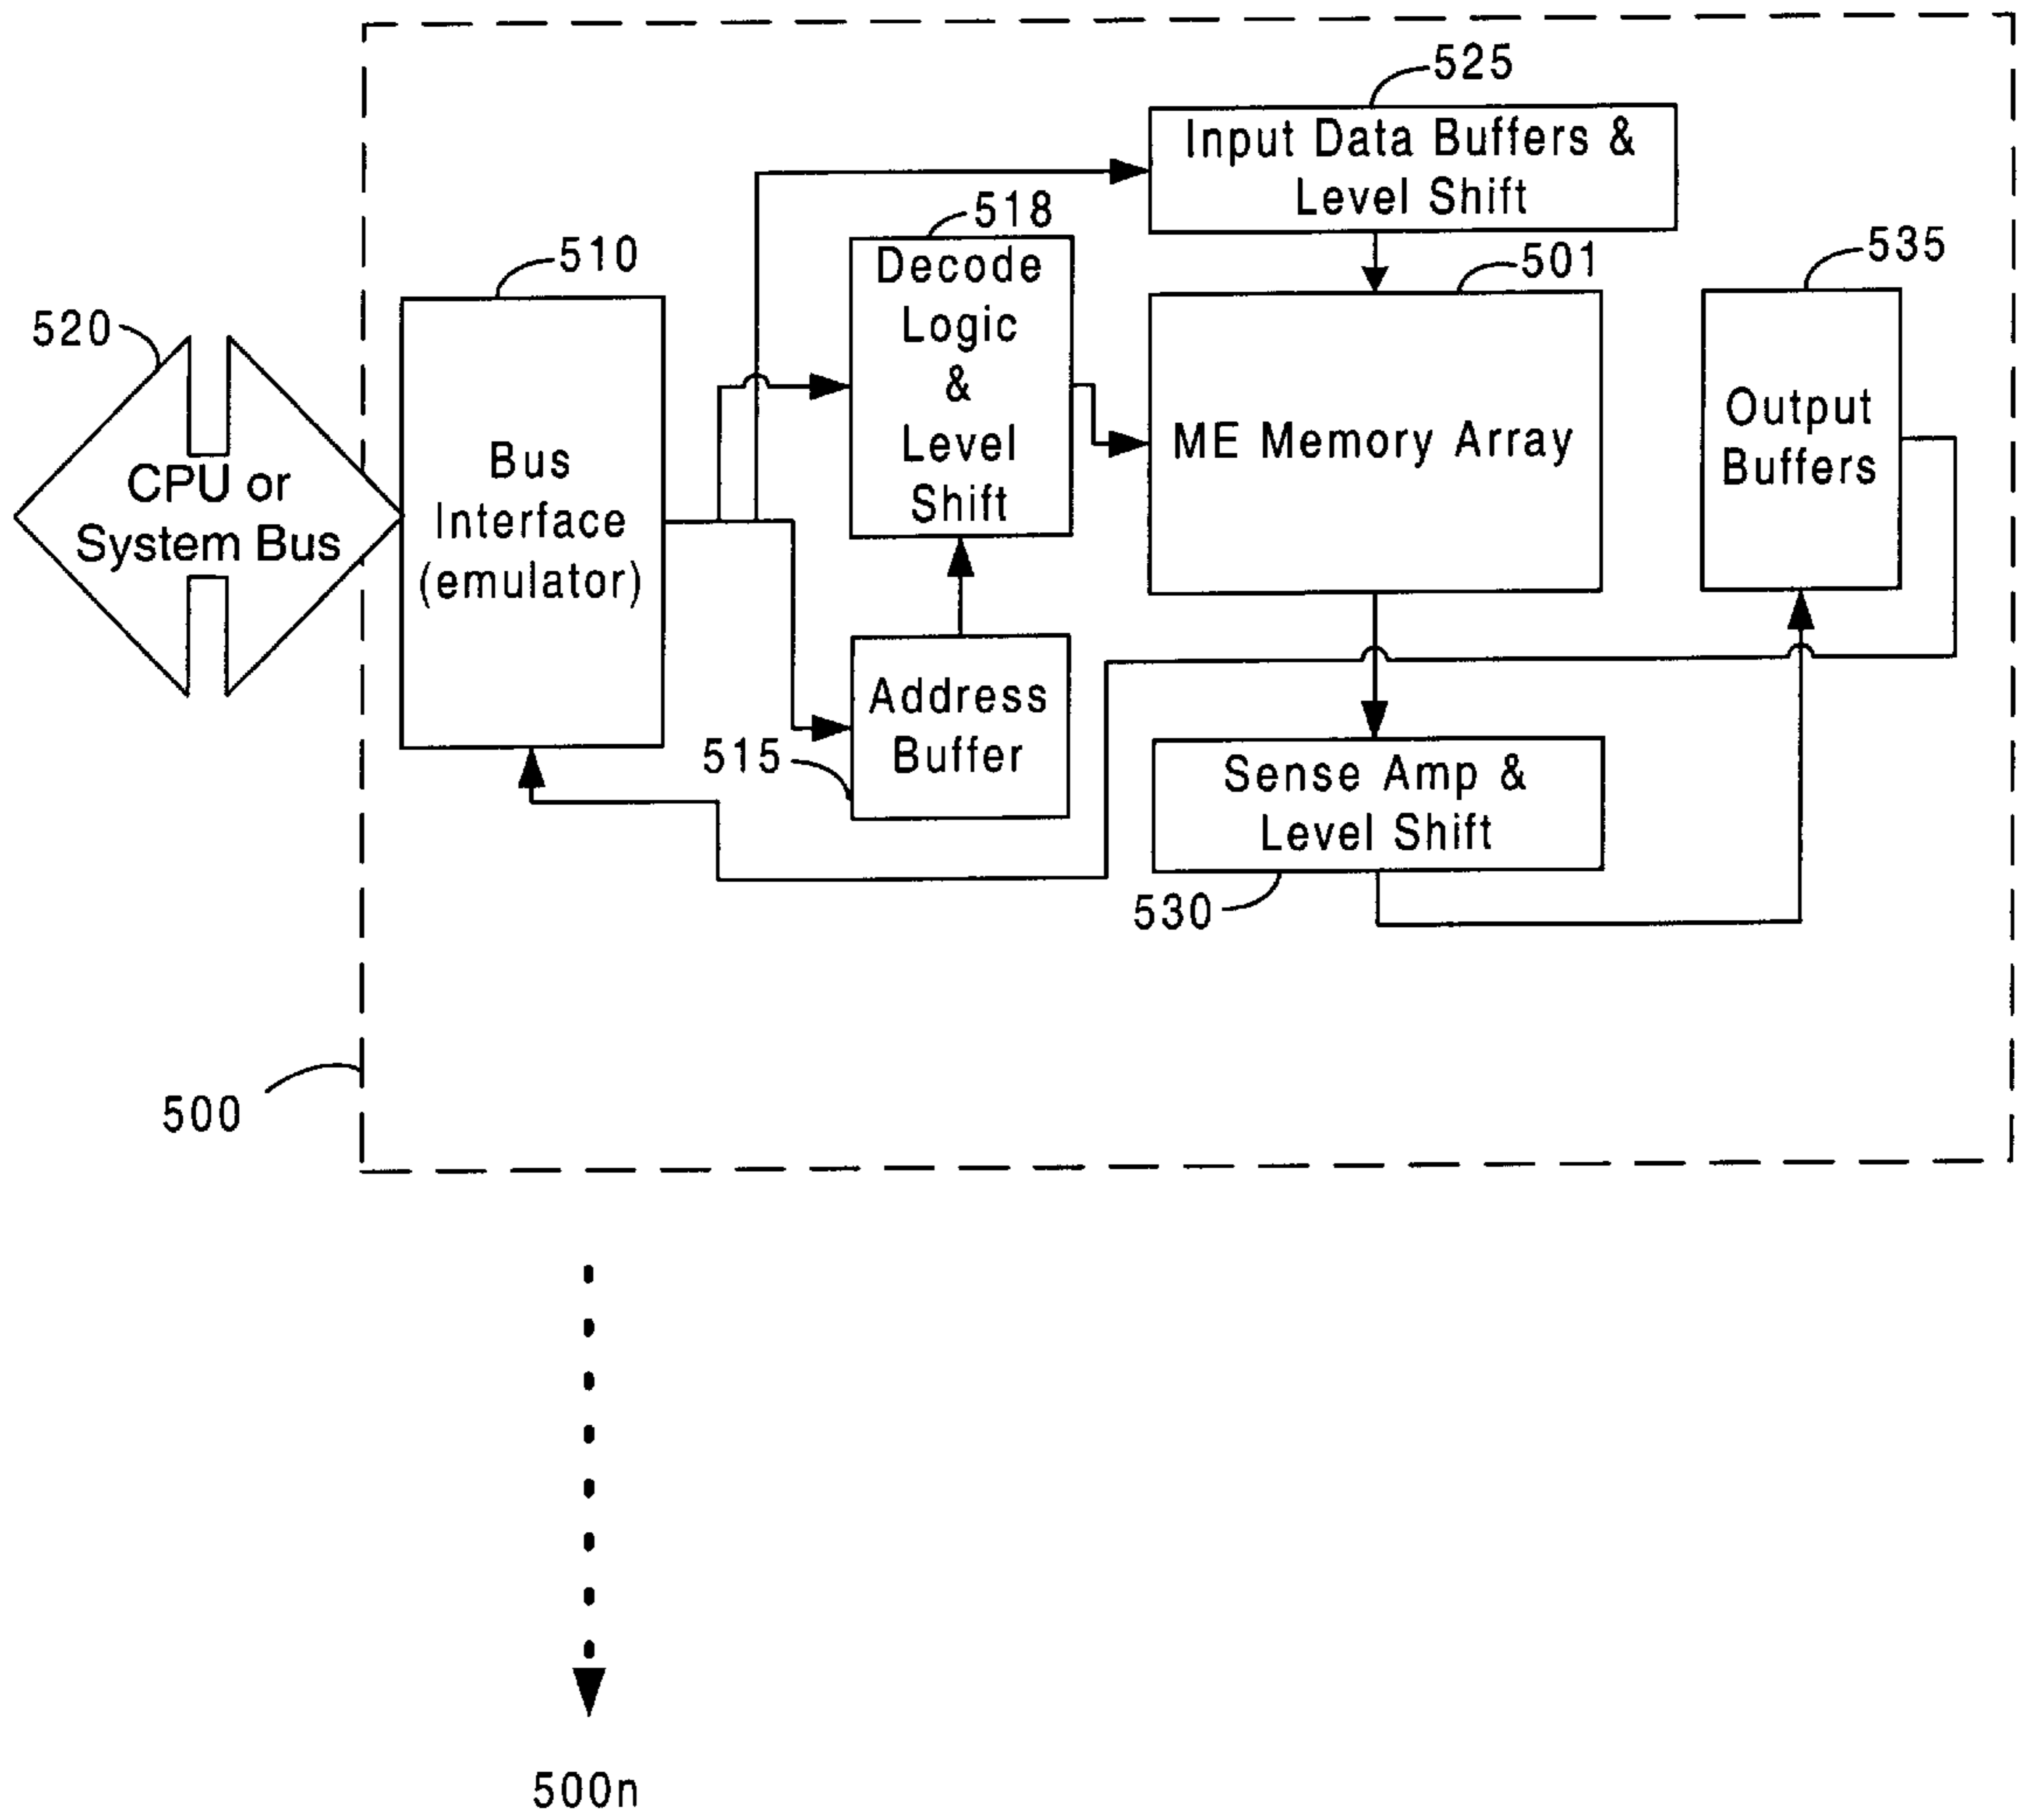 525
Input Data Buffers &
Level Shift
518
Decode
Logic
&
Level
Shift
510
Bus
Interface
(emulator)
520
CPU or
System Bus
501
ME Memory Array
535
Output
Buffers
Address
Buffer
515
Sense Amp &
Level Shift
530
500
500n